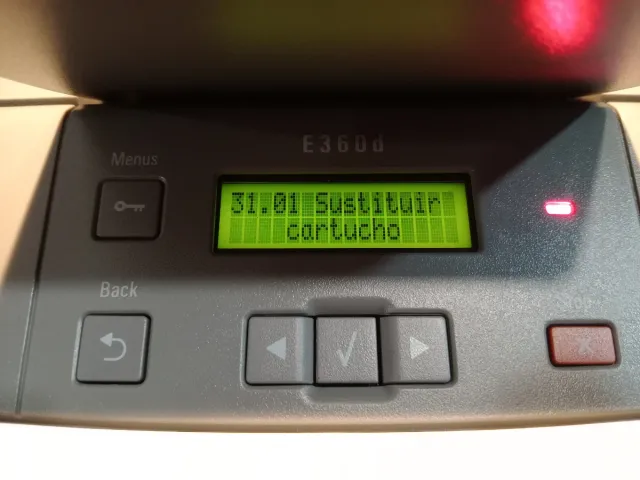 E360d
Menus
31.01 Sustituir
cartucho
Back
Stop